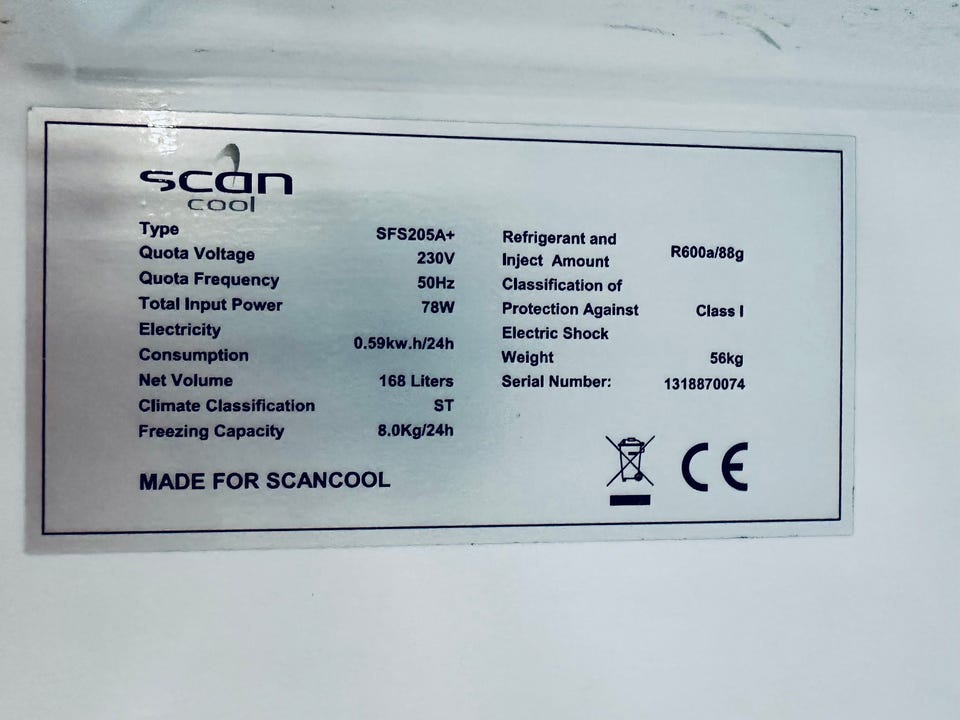 scan
cool
Type SFS205A+
Quota Voltage 230V
Quota Frequency 50Hz
Total Input Power 78W
Electricity
Consumption 0.59kw.h/24h
Net Volume 168 Liters
Climate Classification ST
Freezing Capacity 8.0Kg/24h
MADE FOR SCANCOOL
Refrigerant and
Inject Amount R600a/88g
Classification of
Protection Against Class I
Electric Shock
Weight 56kg
Serial Number: 1318870074
CE